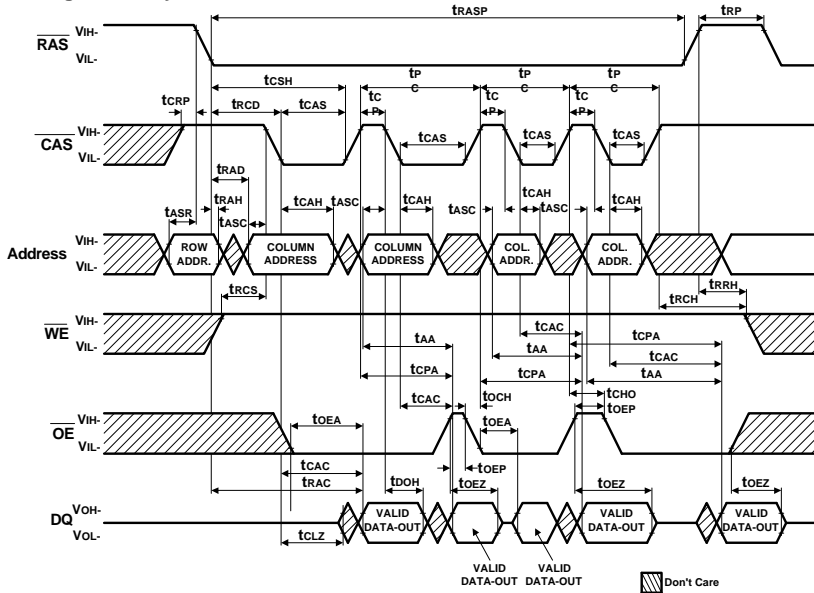 tRASP
tRP
VIH-
RAS
VIL-
tCSH
tP
C
tP
C
tP
C
tCRP
tRCD
tCAS
tC
P
tC
P
tC
P
VIH-
CAS
VIL-
tCAS
tCAS
tCAS
tRAD
tASR
tRAH
tASC
tCAH
tASC
tCAH
tASC
tCAH
tASC
tCAH
VIH-
Address
VIL-
ROW
ADDR.
COLUMN
ADDRESS
COLUMN
ADDRESS
COL.
ADDR.
COL.
ADDR.
tRCS
tRRH
tRCH
VIH-
WE
VIL-
tAA
tCAC
tCPA
tAA
tCAC
tCPA
tCPA
tAA
tCAC
tOCH
tCHO
tOEP
VIH-
OE
VIL-
tOEA
tOEA
tCAC
tOEP
tRAC
tDOH
tOEZ
tOEZ
tOEZ
VOH-
DQ
VOL-
VALID
DATA-OUT
VALID
DATA-OUT
VALID
DATA-OUT
tCLZ
VALID
DATA-OUT
VALID
DATA-OUT
Don't Care